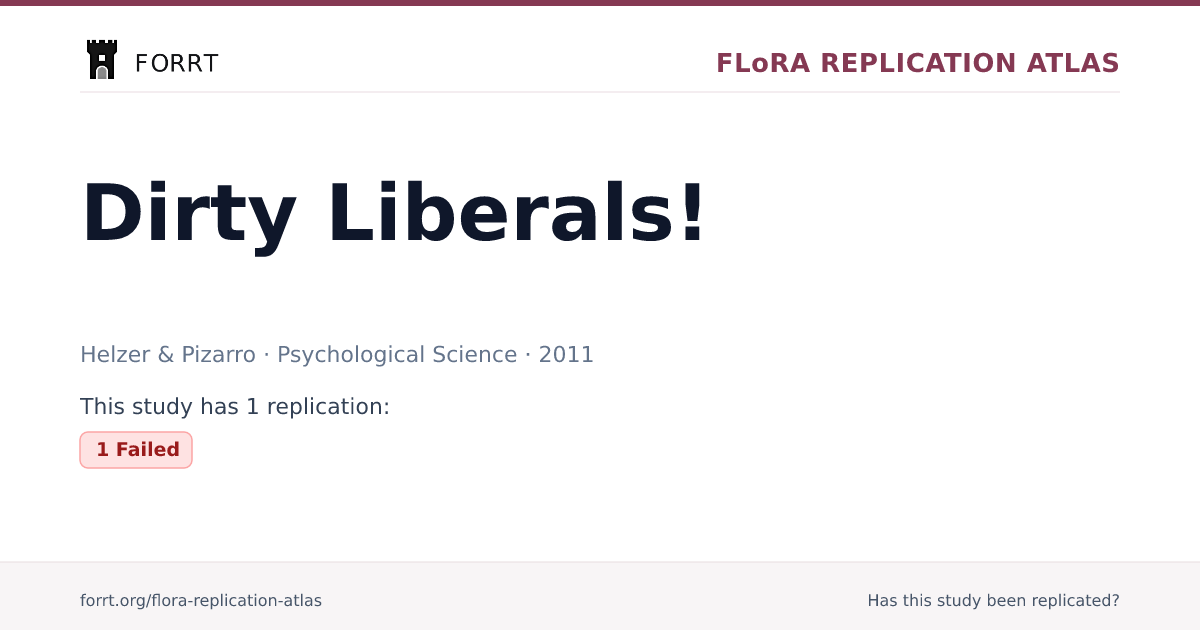 FORRT
FLoRA REPLICATION ATLAS
Dirty Liberals!
Helzer & Pizarro · Psychological Science · 2011
This study has 1 replication:
1 Failed
forrt.org/flora-replication-atlas
Has this study been replicated?